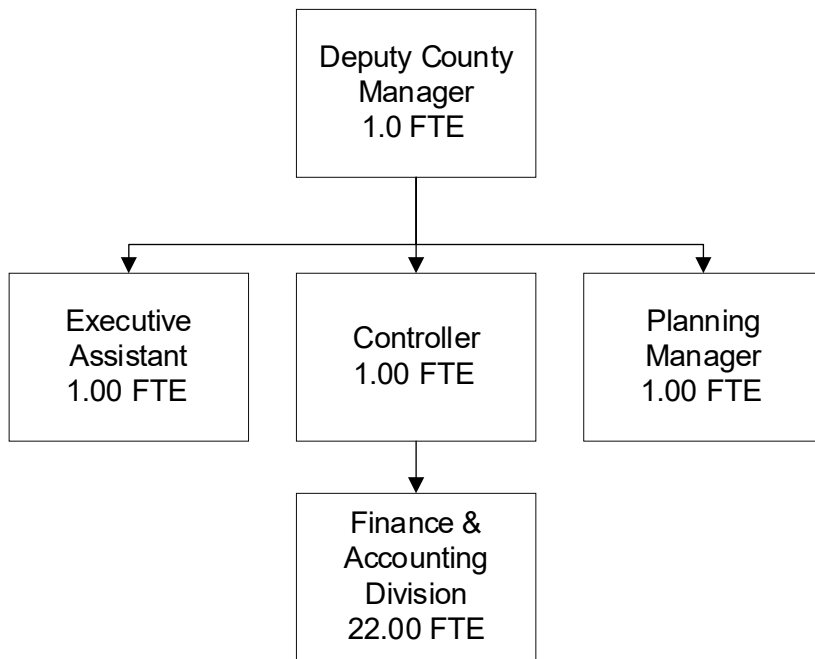 Deputy County
Manager
1.0 FTE
Executive
Assistant
1.00 FTE
Controller
1.00 FTE
Planning
Manager
1.00 FTE
Finance &
Accounting
Division
22.00 FTE